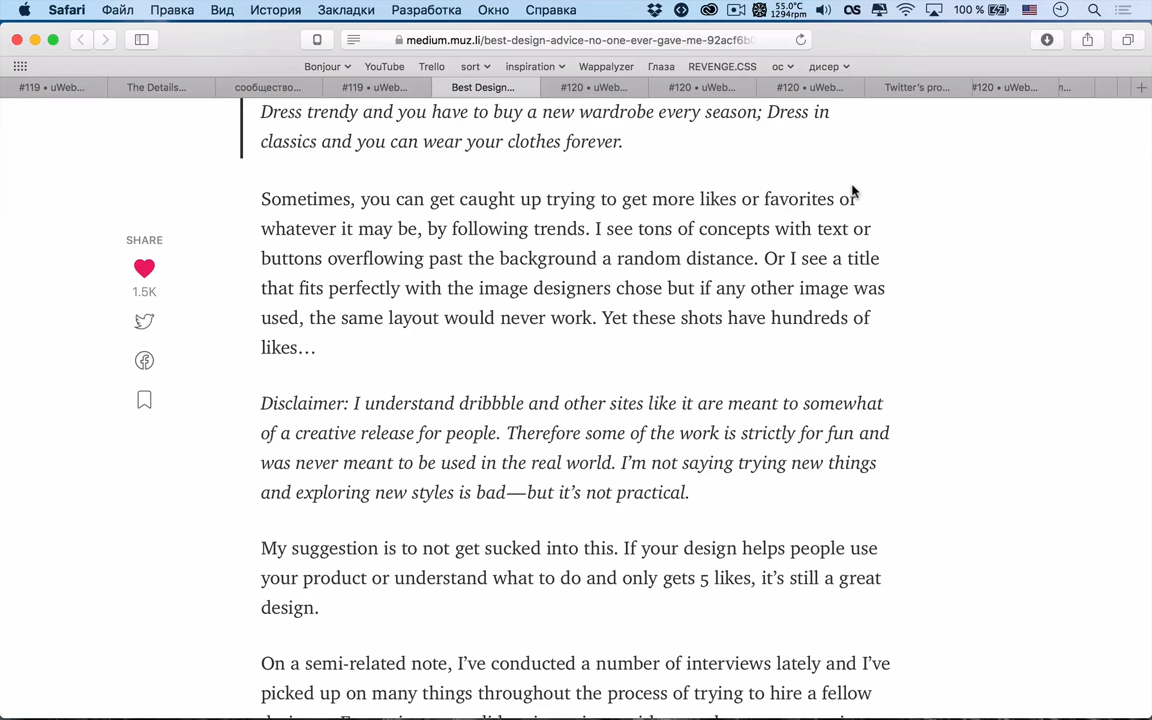 Safari Файл Правка Вид История Закладки Разработка Окно Справка 55.0°C 1294rpm 100 %
medium.muz.li/best-design-advice-no-one-ever-gave-me-92acf6b
Bonjour YouTube Trello sort inspiration Wappalyzer Глаза REVENGE.CSS ос дисер
#119 • uWeb... The Details... сообщество... #119 • uWeb... Best Design... #120 • uWeb... #120 • uWeb... #120 • uWeb... Twitter's pro... #120 • uWeb...
Dress trendy and you have to buy a new wardrobe every season; Dress in
classics and you can wear your clothes forever.
Sometimes, you can get caught up trying to get more likes or favorites or
whatever it may be, by following trends. I see tons of concepts with text or
buttons overflowing past the background a random distance. Or I see a title
that fits perfectly with the image designers chose but if any other image was
used, the same layout would never work. Yet these shots have hundreds of
likes…
SHARE
1.5K
Disclaimer: I understand dribbble and other sites like it are meant to somewhat
of a creative release for people. Therefore some of the work is strictly for fun and
was never meant to be used in the real world. I'm not saying trying new things
and exploring new styles is bad—but it's not practical.
My suggestion is to not get sucked into this. If your design helps people use
your product or understand what to do and only gets 5 likes, it's still a great
design.
On a semi-related note, I've conducted a number of interviews lately and I've
picked up on many things throughout the process of trying to hire a fellow